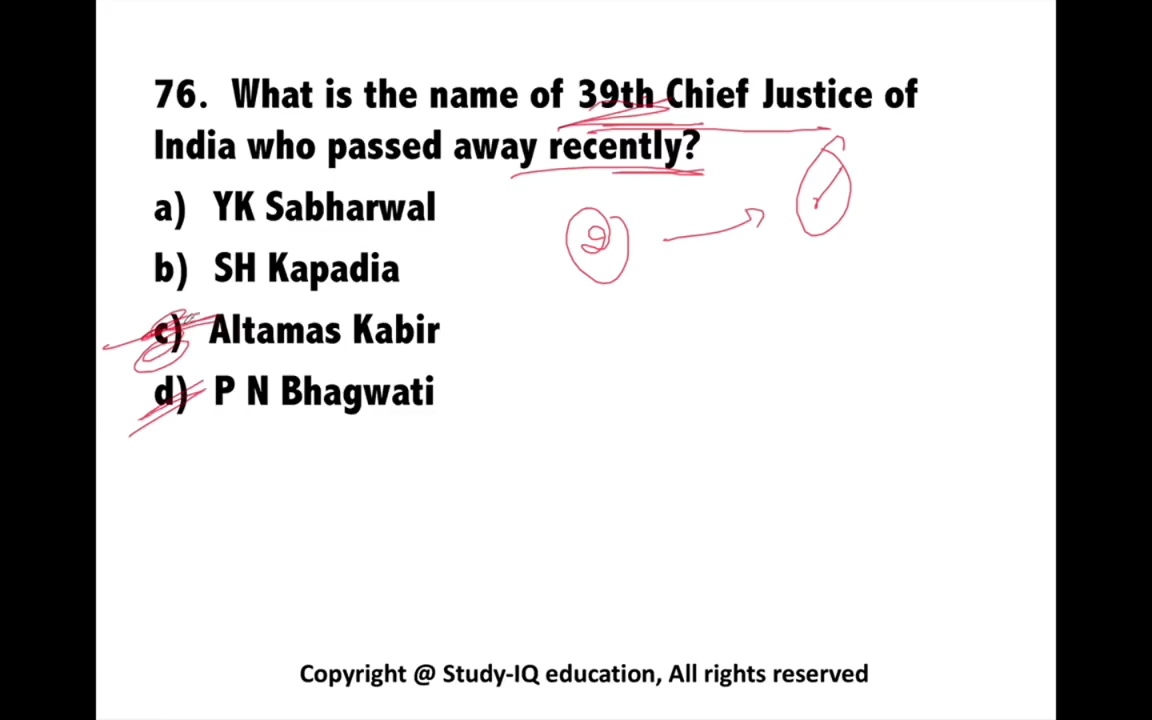 76. What is the name of 39th Chief Justice of
India who passed away recently?
a) YK Sabharwal
b) SH Kapadia
c) Altamas Kabir
d) P N Bhagwati
Copyright @ Study-IQ education, All rights reserved